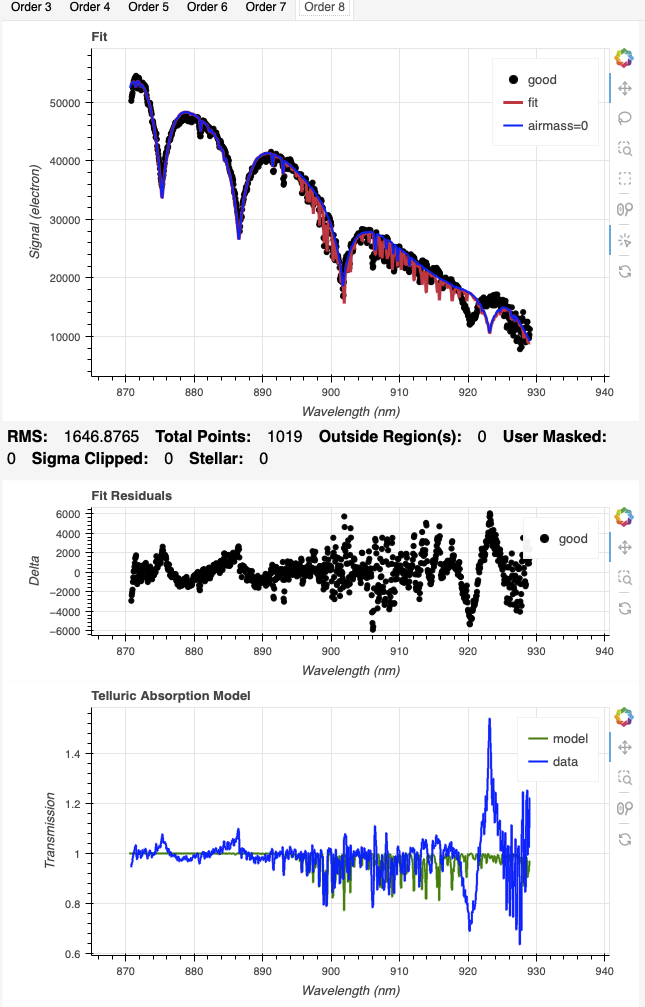 Order 3 Order 4 Order 5 Order 6 Order 7 Order 8
Fit
good
fit
airmass=0
50000
40000
30000
20000
10000
Signal (electron)
870 880 890 900 910 920 930 940
Wavelength (nm)
RMS: 1646.8765 Total Points: 1019 Outside Region(s): 0 User Masked:
0 Sigma Clipped: 0 Stellar: 0
Fit Residuals
good
6000
4000
2000
0
−2000
−4000
−6000
Delta
870 880 890 900 910 920 930 940
Wavelength (nm)
Telluric Absorption Model
model
data
1.4
1.2
1
0.8
0.6
Transmission
870 880 890 900 910 920 930 940
Wavelength (nm)